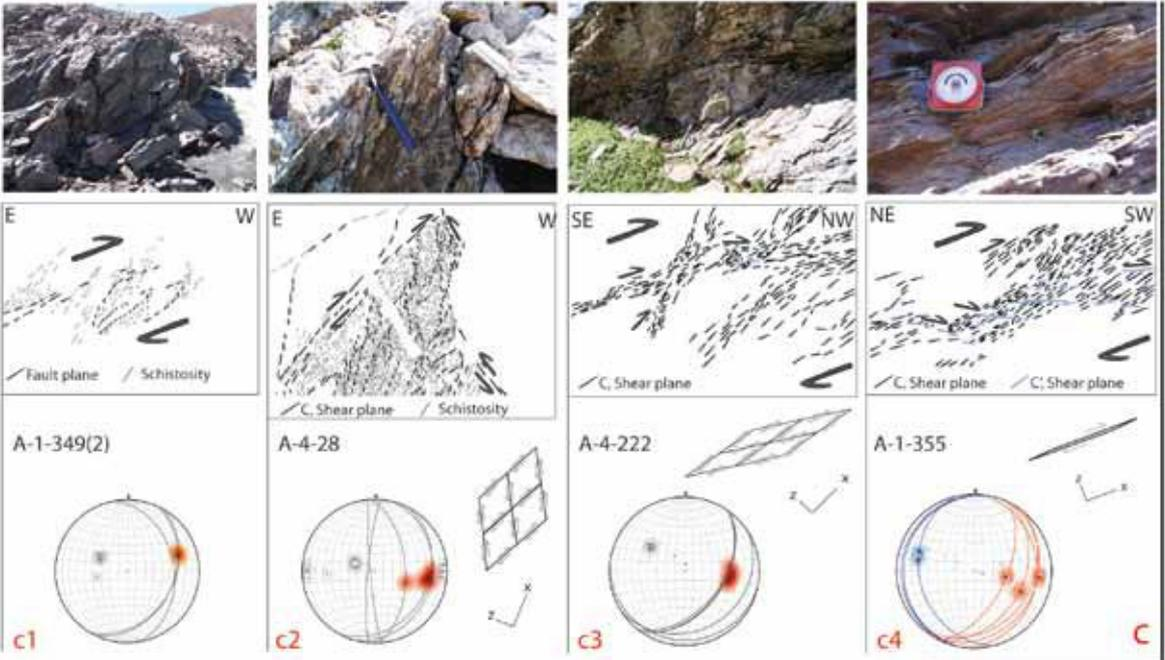 E W
E W
SE NW
NE SW
Fault plane / Schistosity
C, Shear plane / Schistosity
C, Shear plane
C, Shear plane C', Shear plane
A-1-349(2)
A-4-28
A-4-222
A-1-355
z x
z x
z x
c1
c2
c3
c4
C